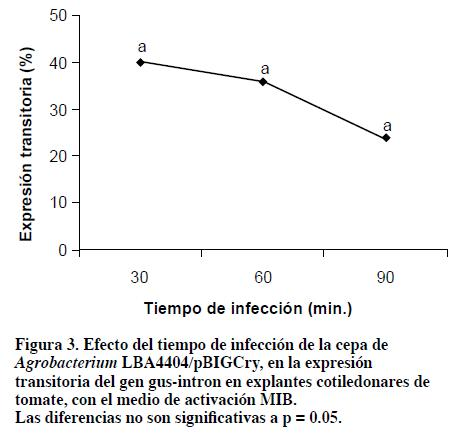 50
40
30
20
10
0
Expresión transitoria (%)
a
a
a
30
60
90
Tiempo de infección (min.)
Figura 3. Efecto del tiempo de infección de la cepa de
Agrobacterium LBA4404/pBIGCry, en la expresión
transitoria del gen gus-intron en explantes cotiledonares de
tomate, con el medio de activación MIB.
Las diferencias no son significativas a p = 0.05.